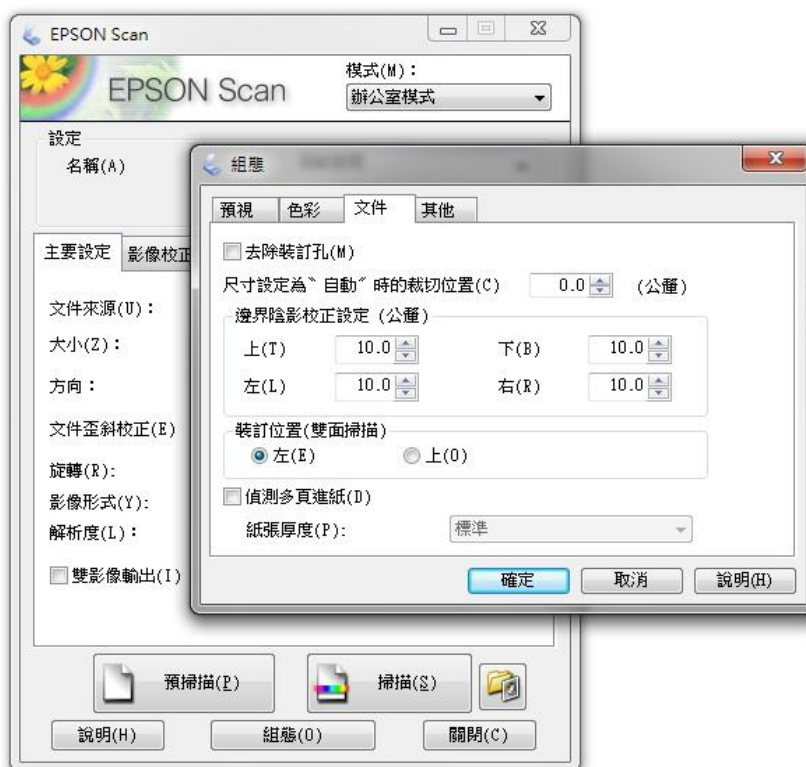 EPSON Scan
EPSON Scan
模式(M)：
辦公室模式
設定
名稱(A)
組態
預視 色彩 文件 其他
去除裝訂孔(M)
尺寸設定為〝自動〞時的裁切位置(C) 0.0 (公釐)
邊界陰影校正設定 (公釐)
上(T) 10.0 下(B) 10.0
左(L) 10.0 右(R) 10.0
裝訂位置(雙面掃描)
左(E) 上(O)
偵測多頁進紙(D)
紙張厚度(P): 標準
確定 取消 說明(H)
主要設定 影像校正
文件來源(U)：
大小(Z)：
方向：
文件歪斜校正(E)
旋轉(R):
影像形式(Y):
解析度(L)：
雙影像輸出(I)
預掃描(P) 掃描(S)
說明(H) 組態(O) 關閉(C)